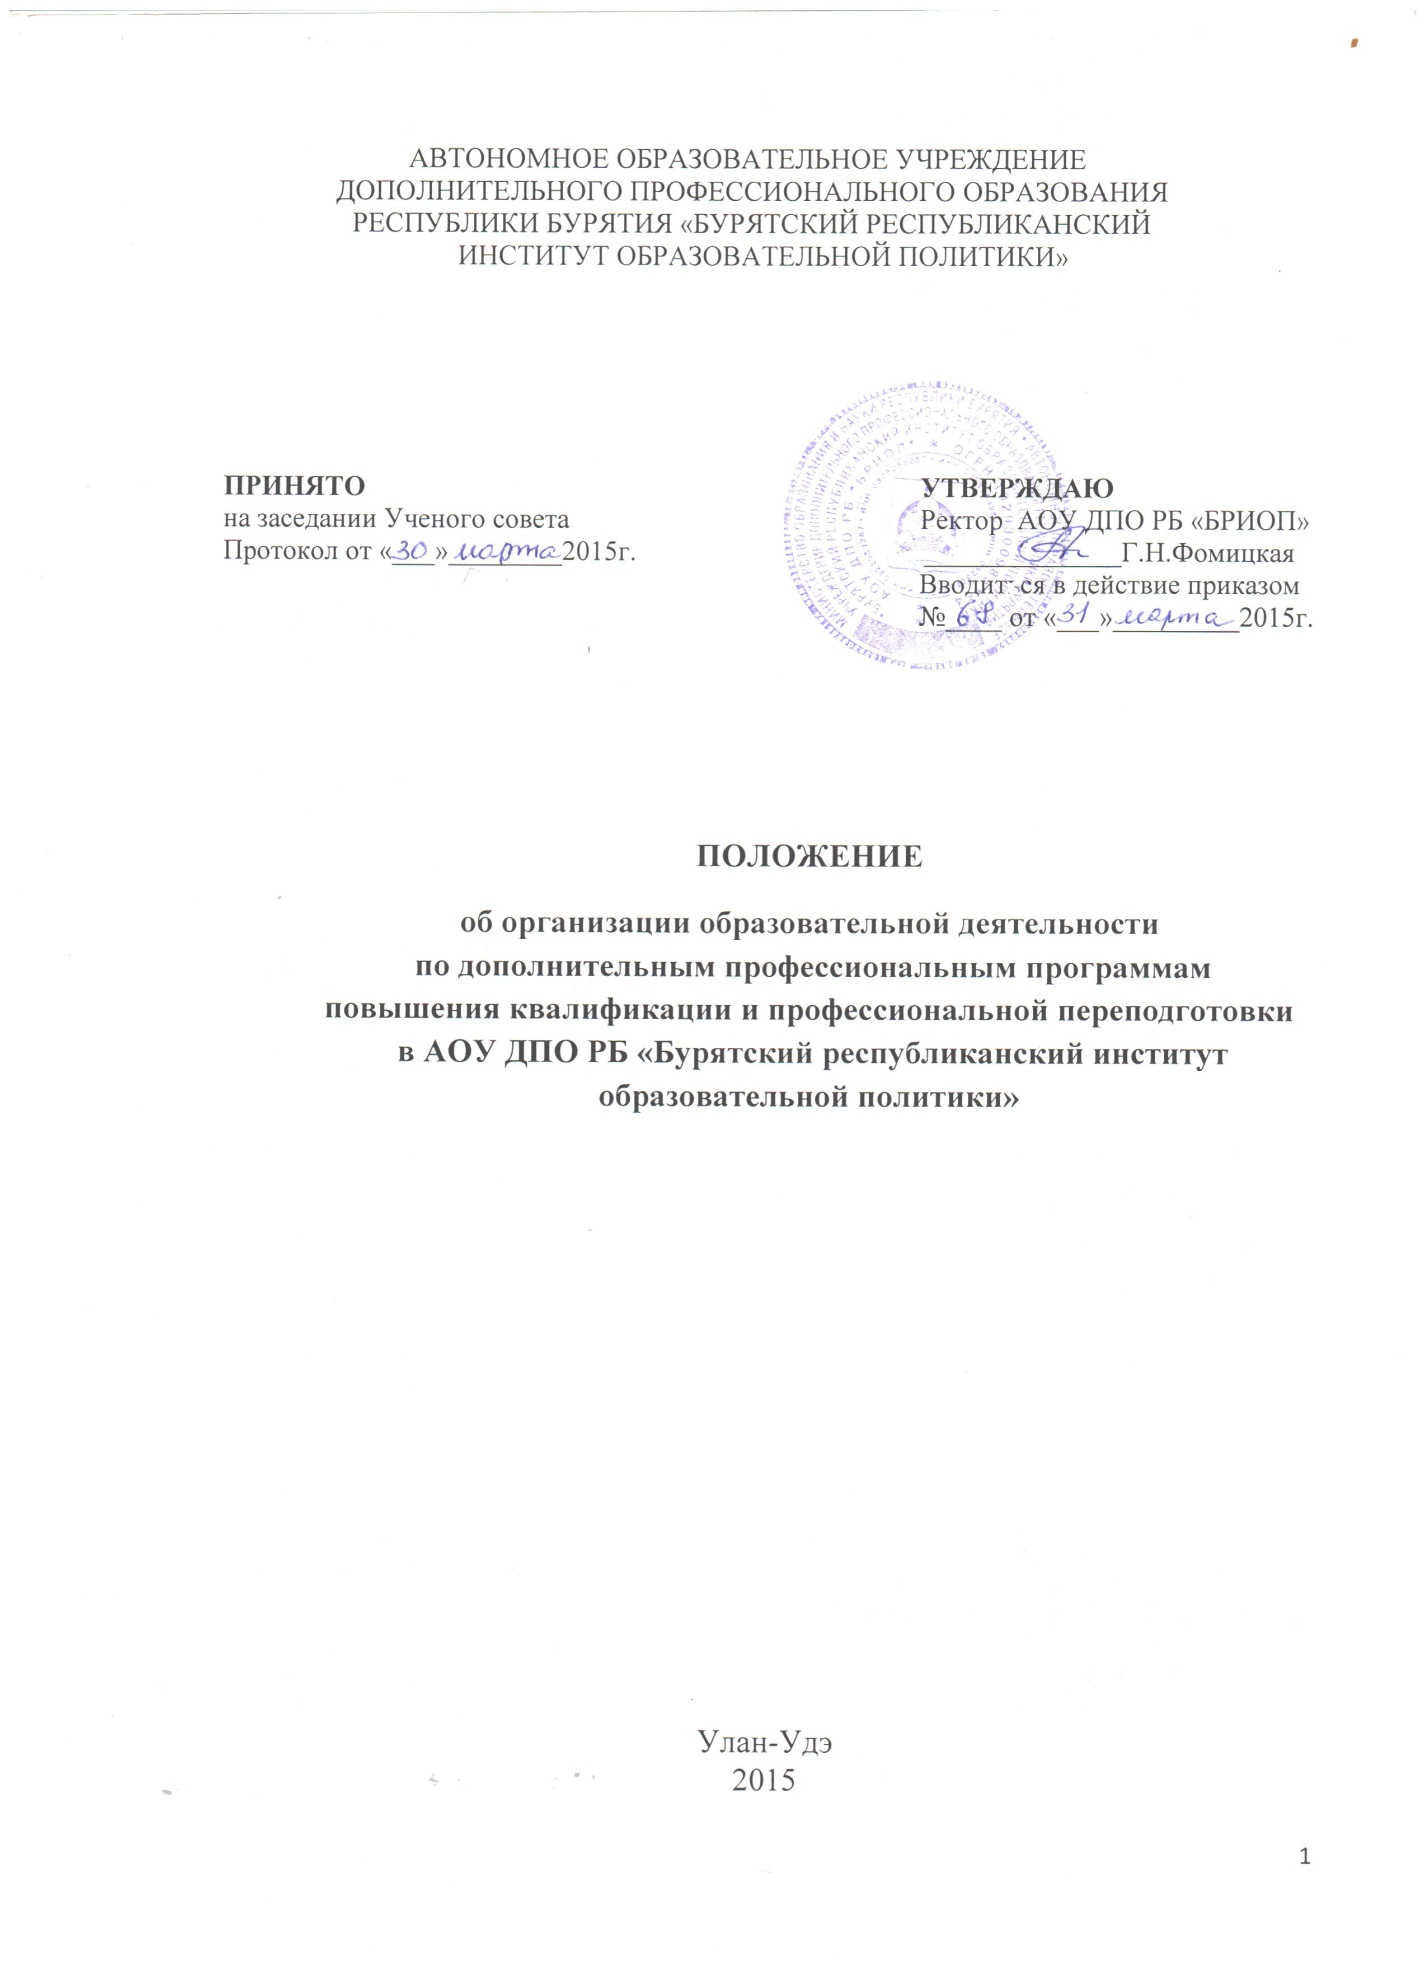 АВТОНОМНОЕ ОБРАЗОВАТЕЛЬНОЕ УЧРЕЖДЕНИЕ
ДОПОЛНИТЕЛЬНОГО ПРОФЕССИОНАЛЬНОГО ОБРАЗОВАНИЯ
РЕСПУБЛИКИ БУРЯТИЯ «БУРЯТСКИЙ РЕСПУБЛИКАНСКИЙ
ИНСТИТУТ ОБРАЗОВАТЕЛЬНОЙ ПОЛИТИКИ»
ПРИНЯТО
на заседании Ученого совета
Протокол от «30» марта 2015г.
УТВЕРЖДАЮ
Ректор АОУ ДПО РБ «БРИОП»
Г.Н.Фомицкая
Вводит ся в действие приказом
№ 68 от «31» марта 2015г.
ПОЛОЖЕНИЕ
об организации образовательной деятельности
по дополнительным профессиональным программам
повышения квалификации и профессиональной переподготовки
в АОУ ДПО РБ «Бурятский республиканский институт
образовательной политики»
Улан-Удэ
2015
1